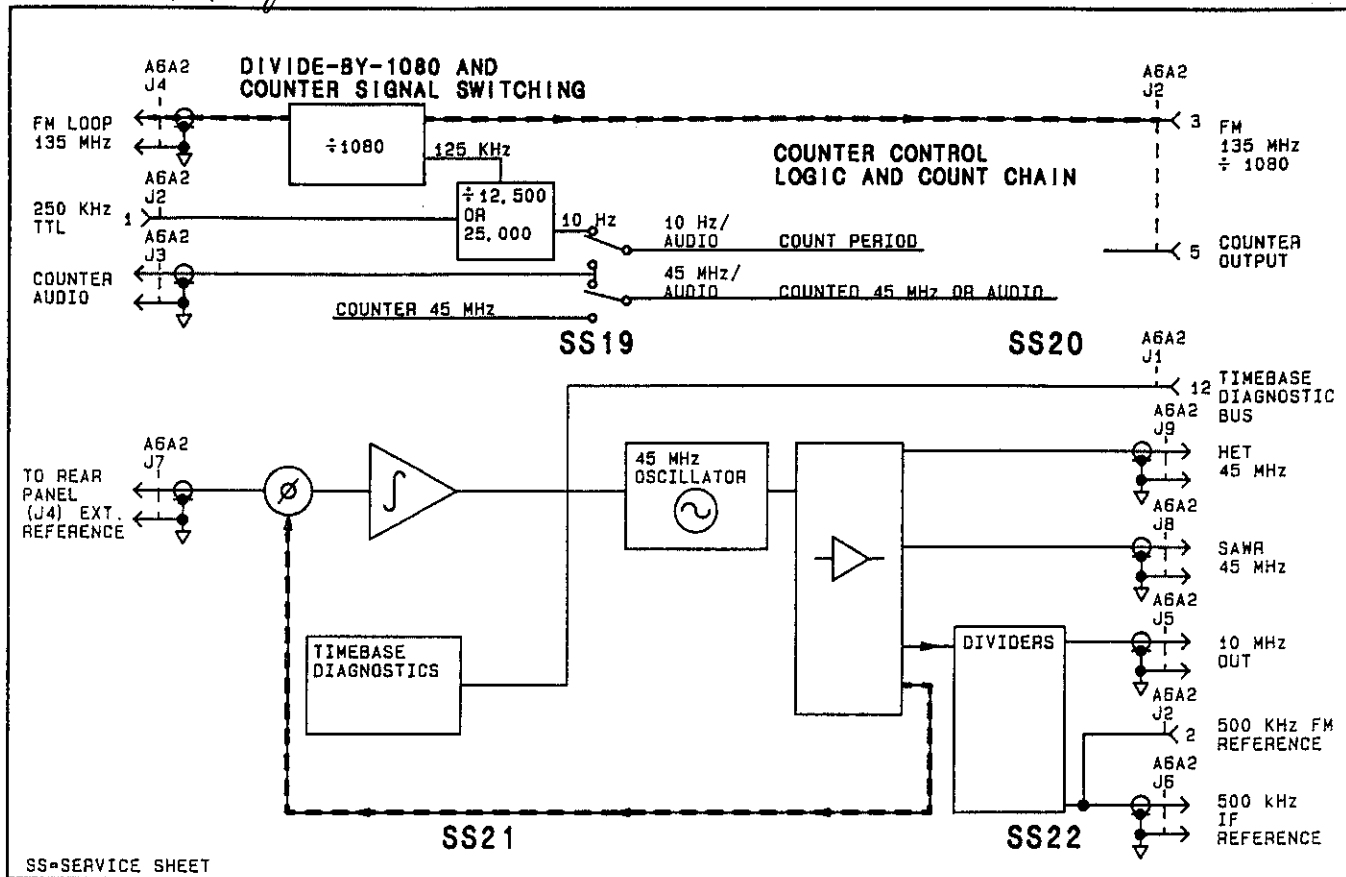 A6A2
J4
DIVIDE-BY-1080 AND
COUNTER SIGNAL SWITCHING
A6A2
J2
FM LOOP
135 MHz
÷1080
125 KHz
3 FM
135 MHz
÷ 1080
COUNTER CONTROL
LOGIC AND COUNT CHAIN
A6A2
J2
250 KHz
TTL
1
÷12,500
OR
25,000
10 Hz
10 Hz/
AUDIO
COUNT PERIOD
5 COUNTER
OUTPUT
A6A2
J3
COUNTER
AUDIO
45 MHz/
AUDIO
COUNTED 45 MHz OR AUDIO
COUNTER 45 MHz
SS19
SS20
A6A2
J1
12 TIMEBASE
DIAGNOSTIC
BUS
A6A2
J7
TO REAR
PANEL
(J4) EXT.
REFERENCE
ø
∫
45 MHz
OSCILLATOR
A6A2
J9
HET
45 MHz
A6A2
J8
SAWR
45 MHz
TIMEBASE
DIAGNOSTICS
DIVIDERS
A6A2
J5
10 MHz
OUT
A6A2
J2
2 500 KHz FM
REFERENCE
A6A2
J6
500 KHz
IF
REFERENCE
SS21
SS22
SS=SERVICE SHEET